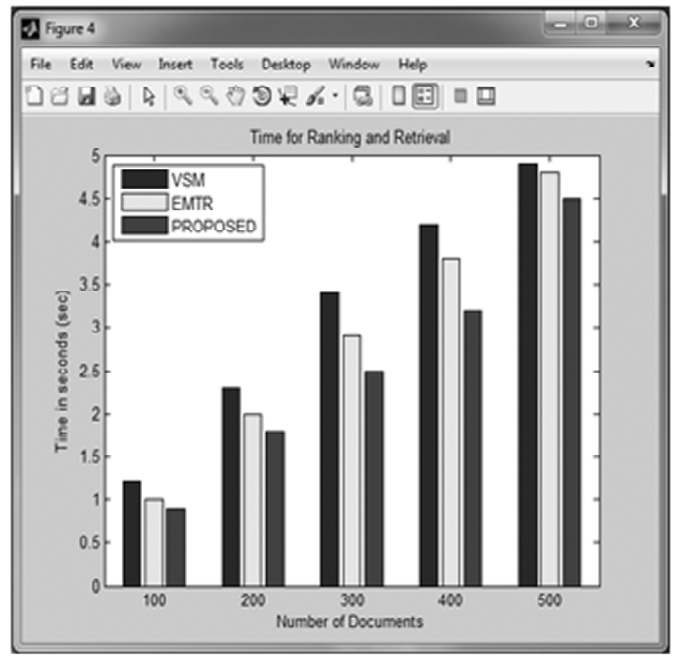 Figure 4
File Edit View Insert Tools Desktop Window Help
Time for Ranking and Retrieval
VSM
EMTR
PROPOSED
Time in seconds (sec)
5
4.5
4
3.5
3
2.5
2
1.5
1
0.5
0
100 200 300 400 500
Number of Documents